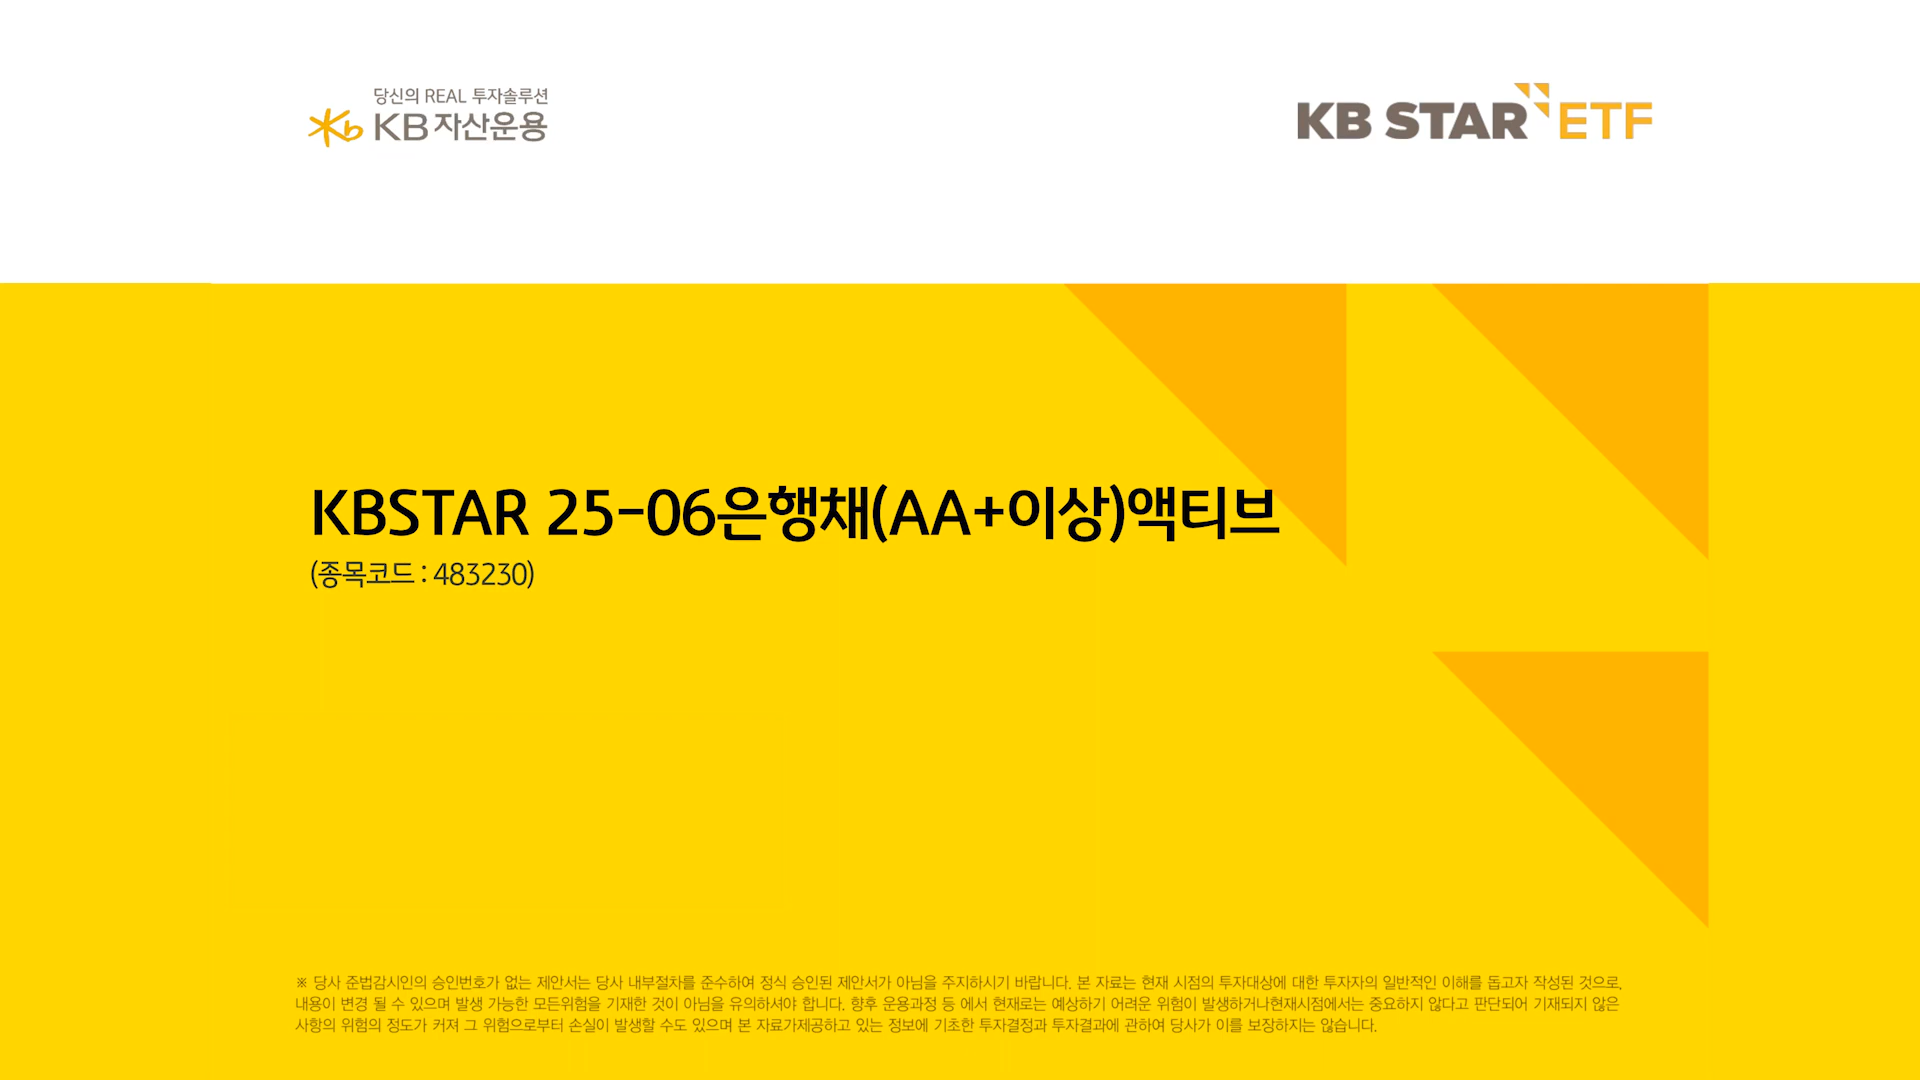 당신의 REAL 투자솔루션
KB자산운용
KB STAR ETF
KBSTAR 25-06은행채(AA+이상)액티브
(종목코드 : 483230)
※ 당사 준법감시인의 승인번호가 없는 제안서는 당사 내부절차를 준수하여 정식 승인된 제안서가 아님을 주지하시기 바랍니다. 본 자료는 현재 시점의 투자대상에 대한 투자자의 일반적인 이해를 돕고자 작성된 것으로,
내용이 변경 될 수 있으며 발생 가능한 모든위험을 기재한 것이 아님을 유의하셔야 합니다. 향후 운용과정 등 에서 현재로는 예상하기 어려운 위험이 발생하거나현재시점에서는 중요하지 않다고 판단되어 기재되지 않은
사항의 위험의 정도가 커져 그 위험으로부터 손실이 발생할 수도 있으며 본 자료가제공하고 있는 정보에 기초한 투자결정과 투자결과에 관하여 당사가 이를 보장하지는 않습니다.